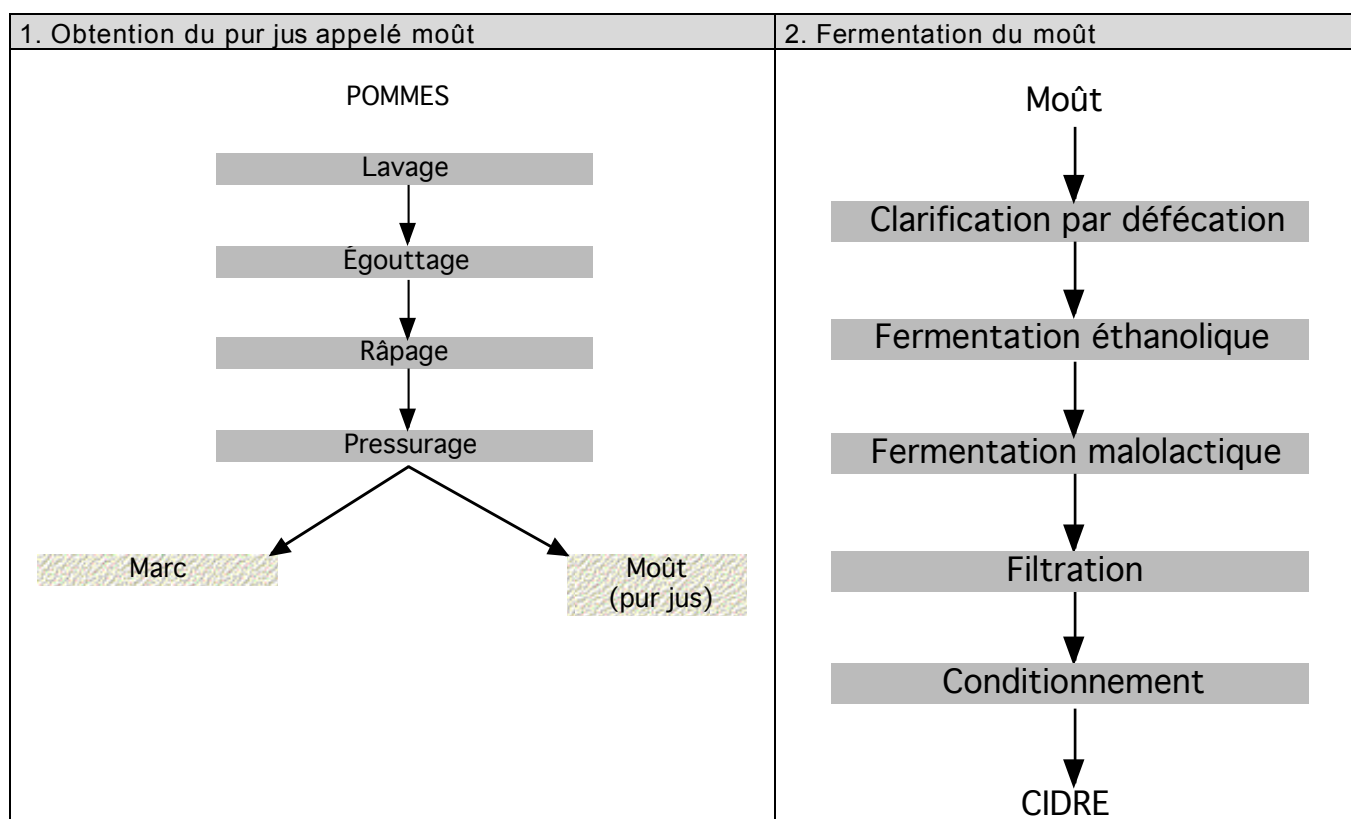 1. Obtention du pur jus appelé moût
POMMES
Lavage
Égouttage
Râpage
Pressurage
Marc
Moût
(pur jus)
2. Fermentation du moût
Moût
Clarification par défécation
Fermentation éthanolique
Fermentation malolactique
Filtration
Conditionnement
CIDRE